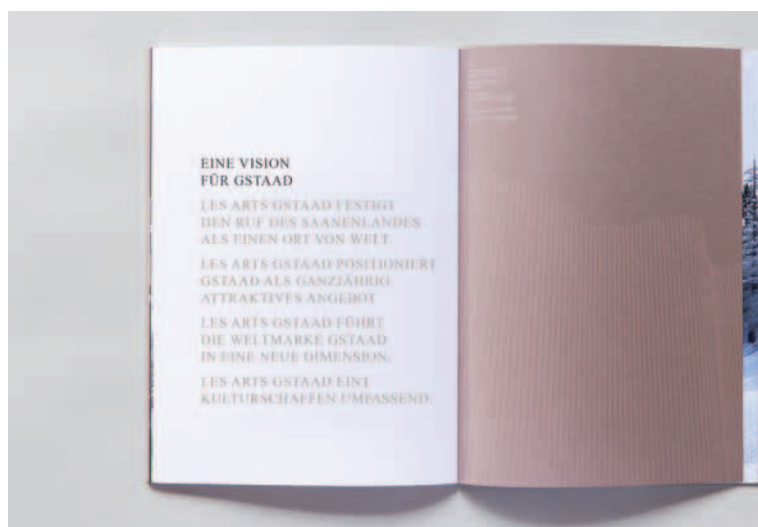 EINE VISION
FÜR GSTAAD
LES ARTS GSTAAD FESTIGT
DEN RUF DES SAANENLANDES
ALS EINEN ORT VON WELT.
LES ARTS GSTAAD POSITIONIERT
GSTAAD ALS GANZJÄHRIG
ATTRAKTIVES ANGEBOT
LES ARTS GSTAAD FÜHRT
DIE WELTMARKE GSTAAD
IN EINE NEUE DIMENSION.
LES ARTS GSTAAD EINT
KULTURSCHAFFEN UMFASSEND.